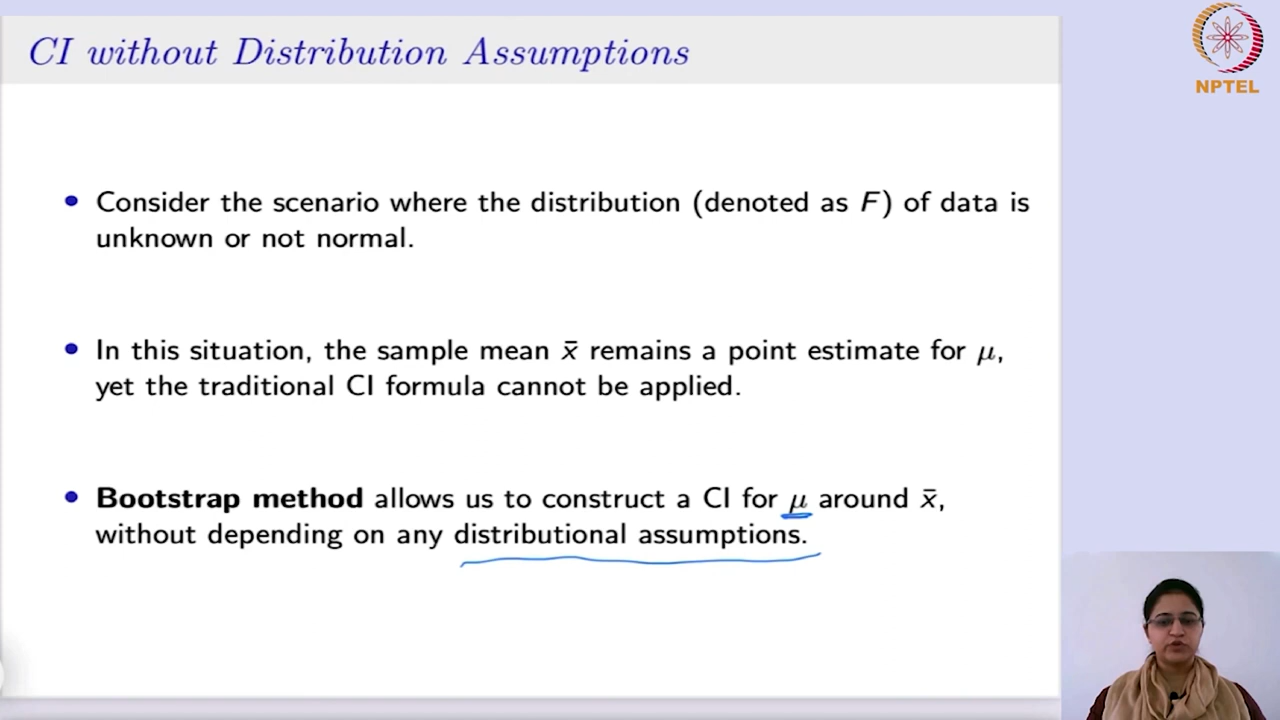 CI without Distribution Assumptions
NPTEL
• Consider the scenario where the distribution (denoted as F) of data is
unknown or not normal.
• In this situation, the sample mean x̄ remains a point estimate for μ,
yet the traditional CI formula cannot be applied.
• Bootstrap method allows us to construct a CI for μ around x̄,
without depending on any distributional assumptions.